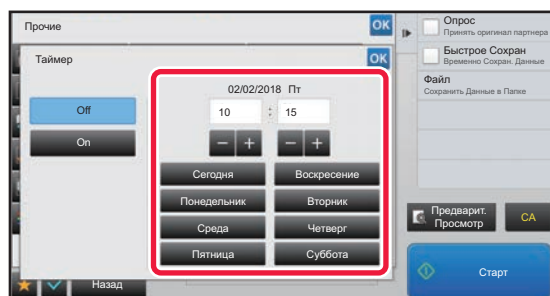 Прочие
OK
Таймер
OK
Off
On
02/02/2018 Пт
10 : 15
− + − +
Сегодня Воскресение
Понедельник Вторник
Среда Четверг
Пятница Суббота
Назад
Опрос
Принять оригинал партнера
Быстрое Сохран
Временно Сохран. Данные
Файл
Сохранить Данные в Папке
Предварит.
Просмотр
CA
Старт